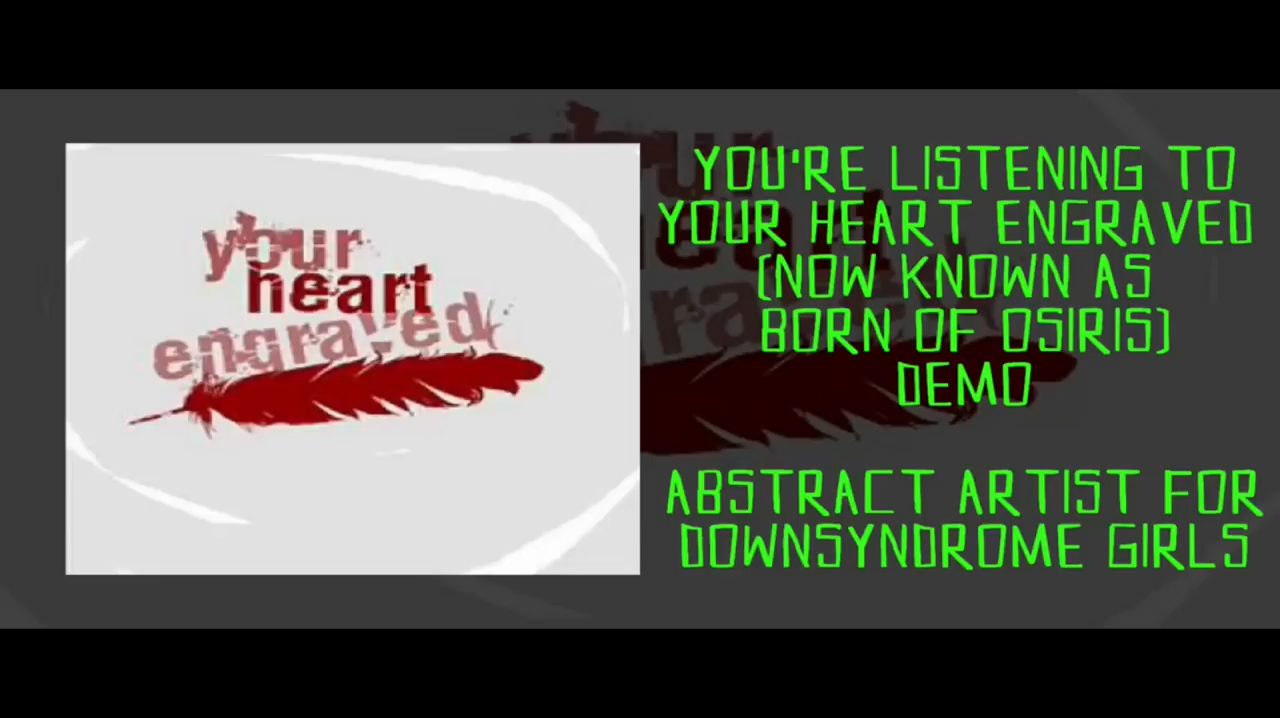 your
heart
engraved
YOU'RE LISTENING TO
YOUR HEART ENGRAVED
(NOW KNOWN AS
BORN OF OSIRIS)
DEMO
ABSTRACT ARTIST FOR
DOWNSYNDROME GIRLS